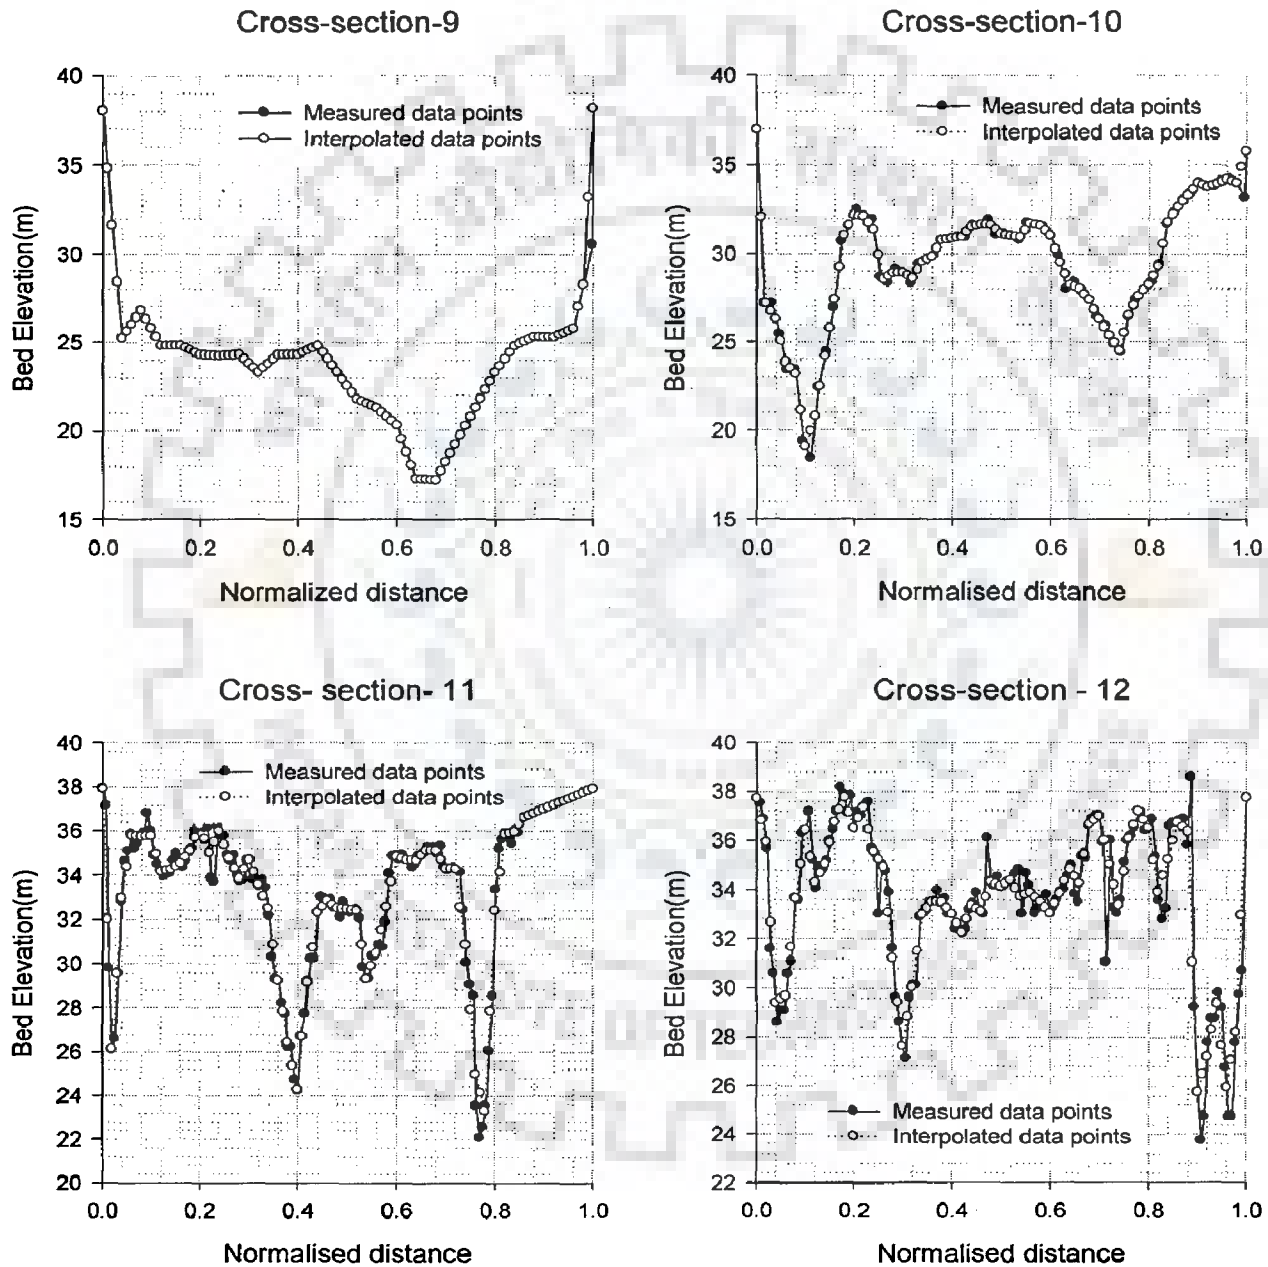 Cross-section-9
40
35
30
25
20
15
Bed Elevation(m)
Measured data points
Interpolated data points
0.0 0.2 0.4 0.6 0.8 1.0
Normalized distance
Cross-section-10
40
35
30
25
20
15
Bed Elevation(m)
Measured data points
Interpolated data points
0.0 0.2 0.4 0.6 0.8 1.0
Normalised distance
Cross- section- 11
40
38
36
34
32
30
28
26
24
22
20
Bed Elevation(m)
Measured data points
Interpolated data points
0.0 0.2 0.4 0.6 0.8 1.0
Normalised distance
Cross-section - 12
42
40
38
36
34
32
30
28
26
24
22
Bed Elevation(m)
Measured data points
Interpolated data points
0.0 0.2 0.4 0.6 0.8 1.0
Normalised distance